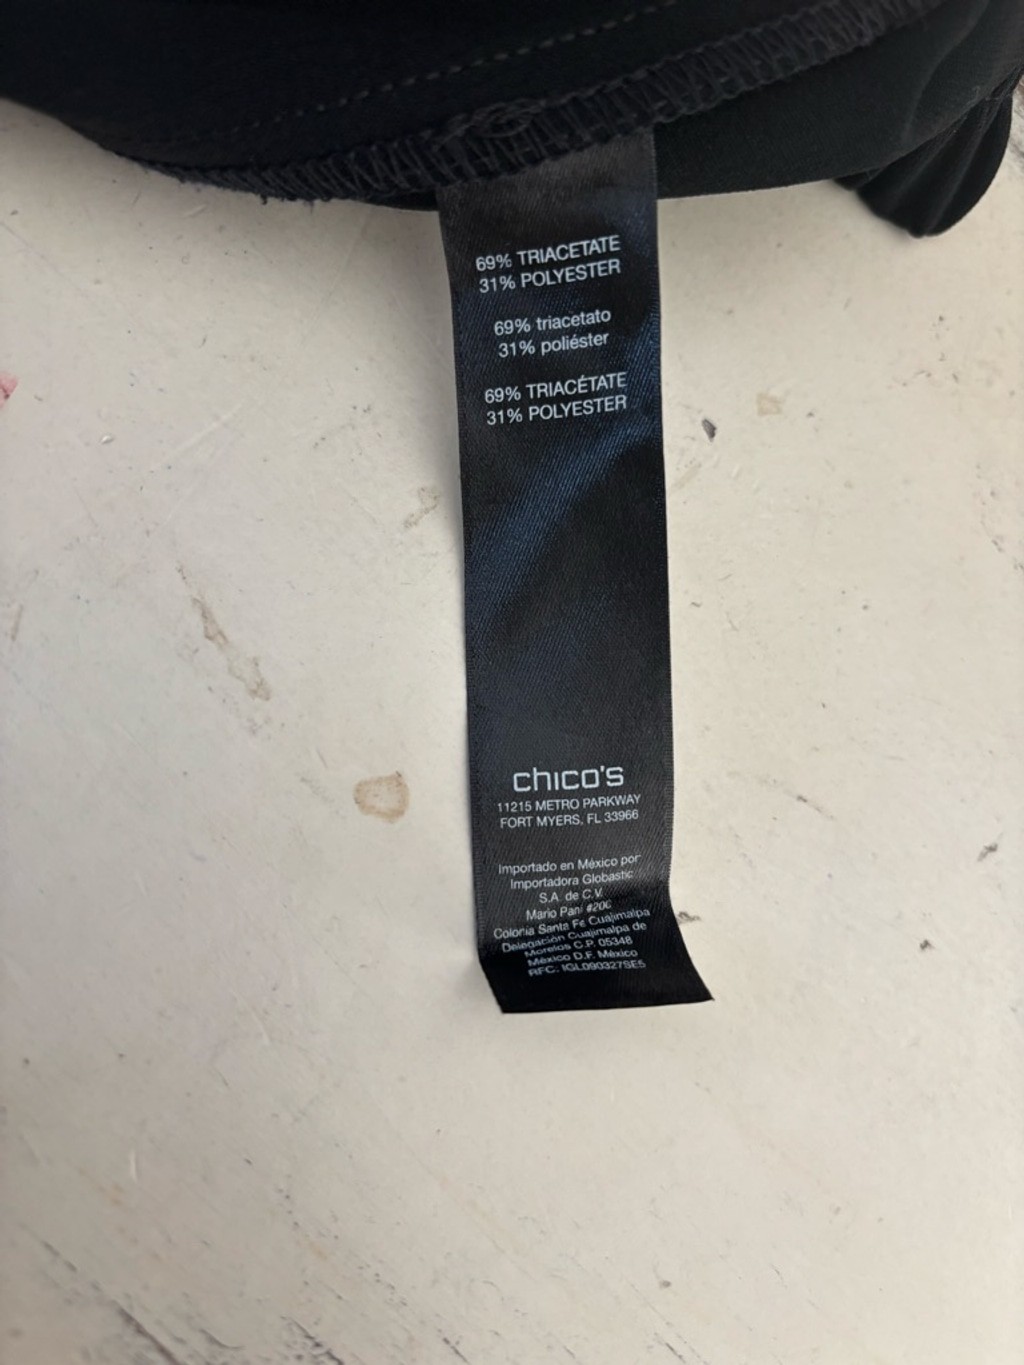 69% TRIACETATE
31% POLYESTER
69% triacetato
31% poliéster
69% TRIACÉTATE
31% POLYESTER
chico's
11215 METRO PARKWAY
FORT MYERS, FL 33966
Importado en México por
Importadora Globastic
S.A. de C.V.
Mario Pani #200
Colonia Santa Fe Cuajimalpa
Delegación Cuajimalpa de
Morelos C.P. 05348
México D.F. México
RFC: IGL090327SE5